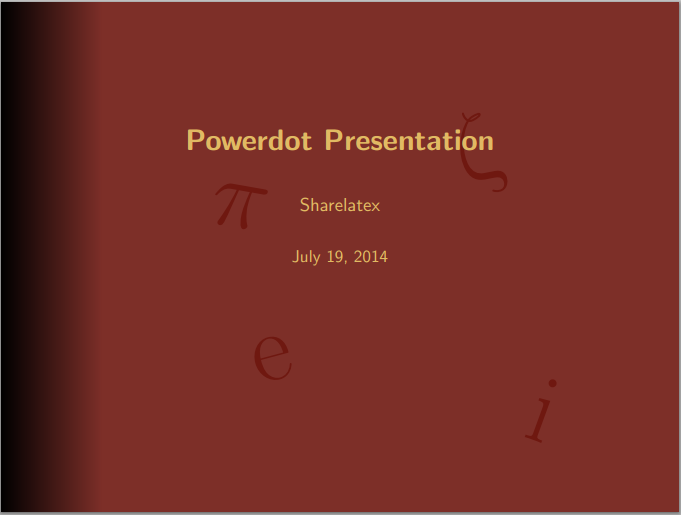 Powerdot Presentation
ζ
π
Sharelatex
July 19, 2014
e
i